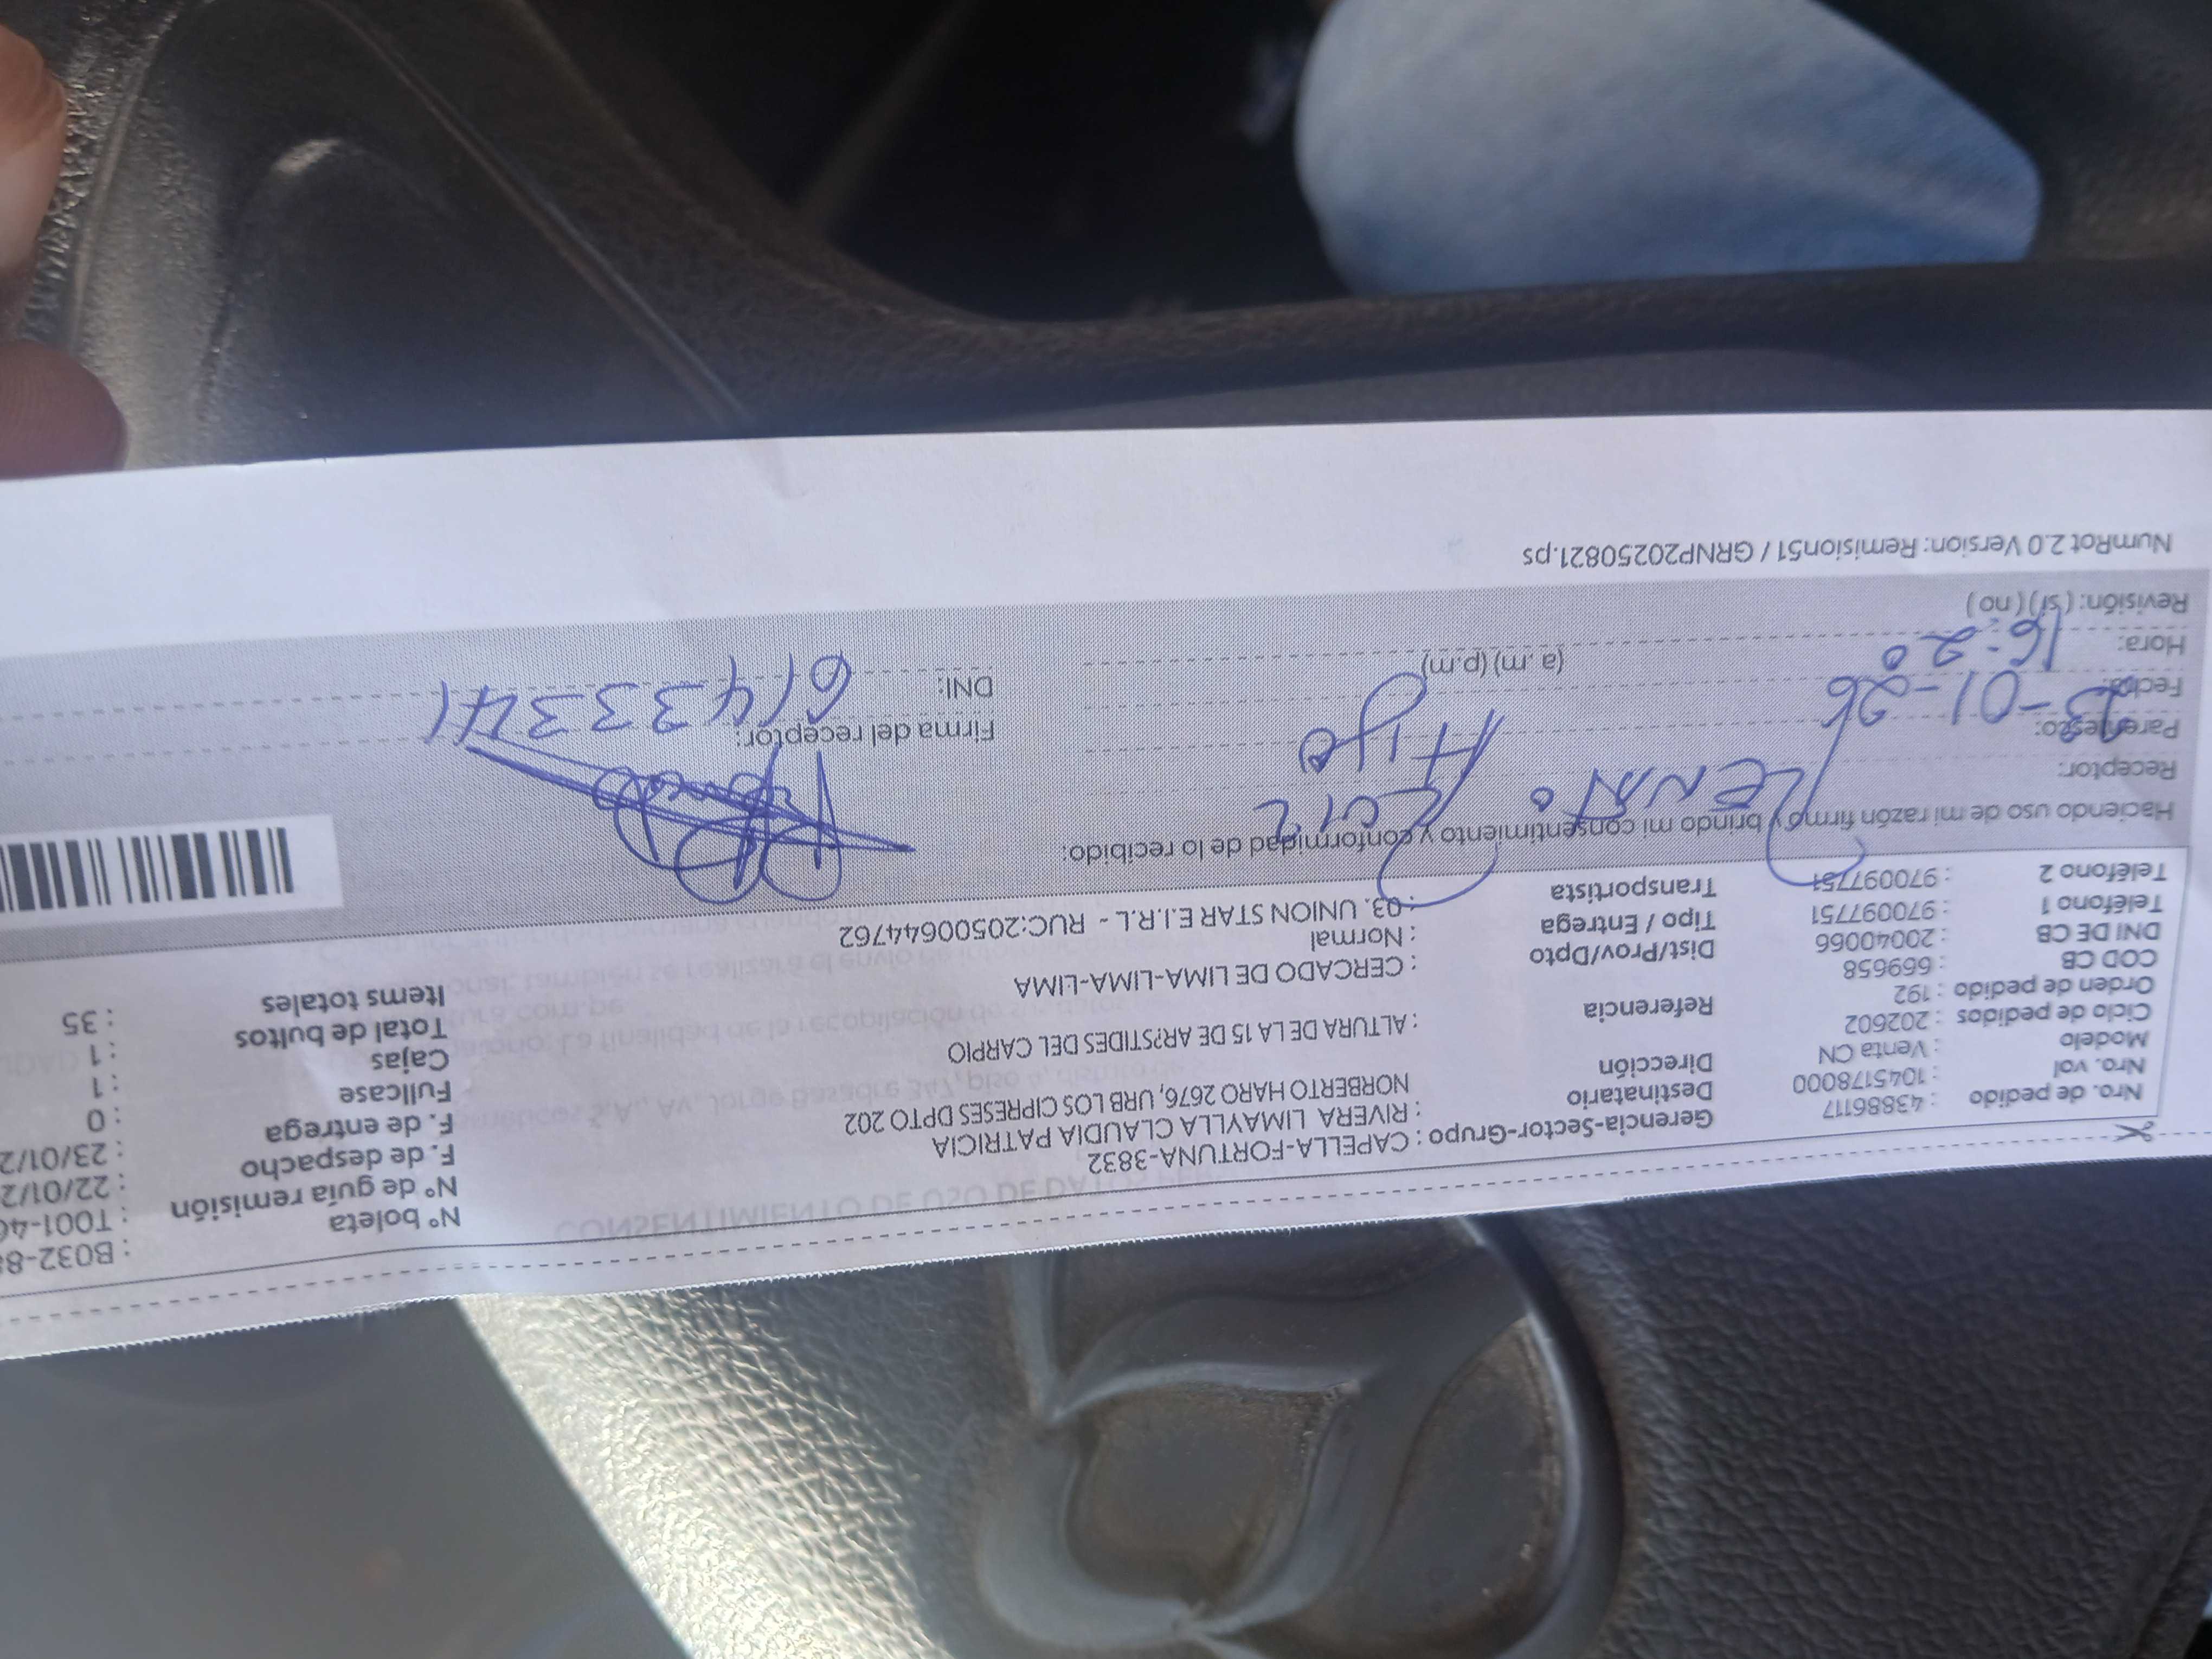 Nro. de pedido : 43886117
Nro. vol : 1045178000
Modelo : Venta CN
Ciclo de pedidos : 202602
Orden de pedido : 192
COD CB : 669658
DNI DE CB : 20040066
Teléfono 1 : 970097751
Teléfono 2 : 970097751
Gerencia-Sector-Grupo : CAPELLA-FORTUNA-3832
Destinatario : RIVERA LIMAYLLA CLAUDIA PATRICIA
Dirección NORBERTO HARO 2676, URB LOS CIPRESES DPTO 202
Referencia : ALTURA DE LA 15 DE AR?STIDES DEL CARPIO
Dist/Prov/Dpto : CERCADO DE LIMA-LIMA-LIMA
Tipo / Entrega : Normal
Transportista : 03. UNION STAR E.I.R.L - RUC:20500644762
N° boleta : B032-8
N° de guía remisión : T001-4
F. de despacho : 22/01/2
F. de entrega : 23/01/2
Fullcase : 0
Cajas : 1
Total de bultos : 1
Items totales : 35
Haciendo uso de mi razón firmo y brindo mi consentimiento y conformidad de lo recibido:
Receptor:
Parentesco: Hijo
Fecha: 23-01-26
Hora: 16:20 (a. m) (p.m)
Revisión: (si) (no)
Firma del receptor:
DNI: 61433341
NumRot 2.0 Version: Remision51 / GRNP20250821.ps